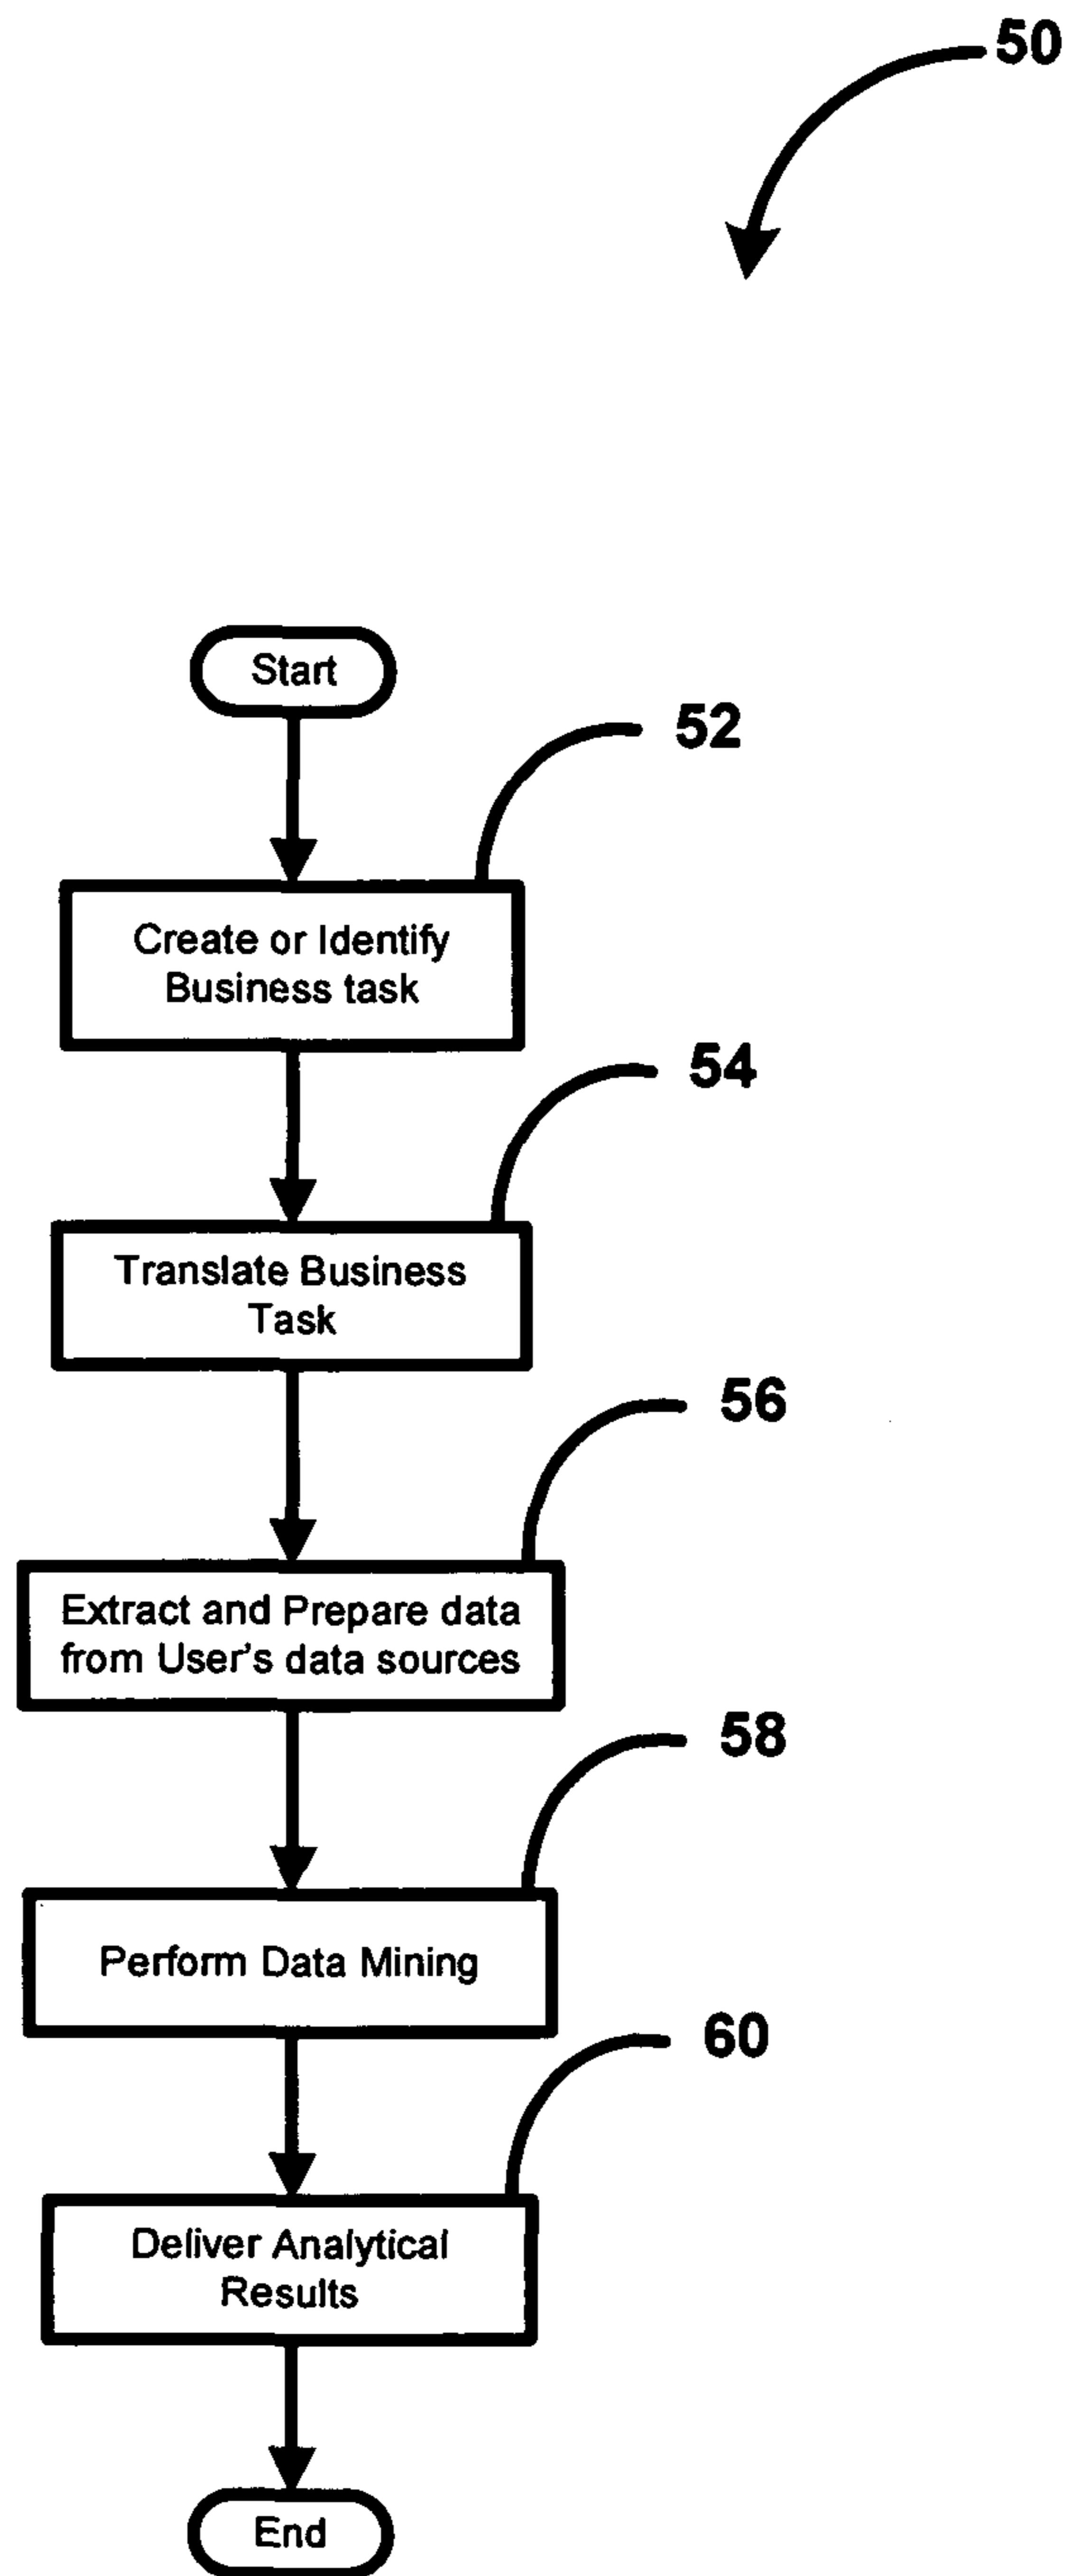 50
Start
52
Create or Identify
Business task
54
Translate Business
Task
56
Extract and Prepare data
from User's data sources
58
Perform Data Mining
60
Deliver Analytical
Results
End